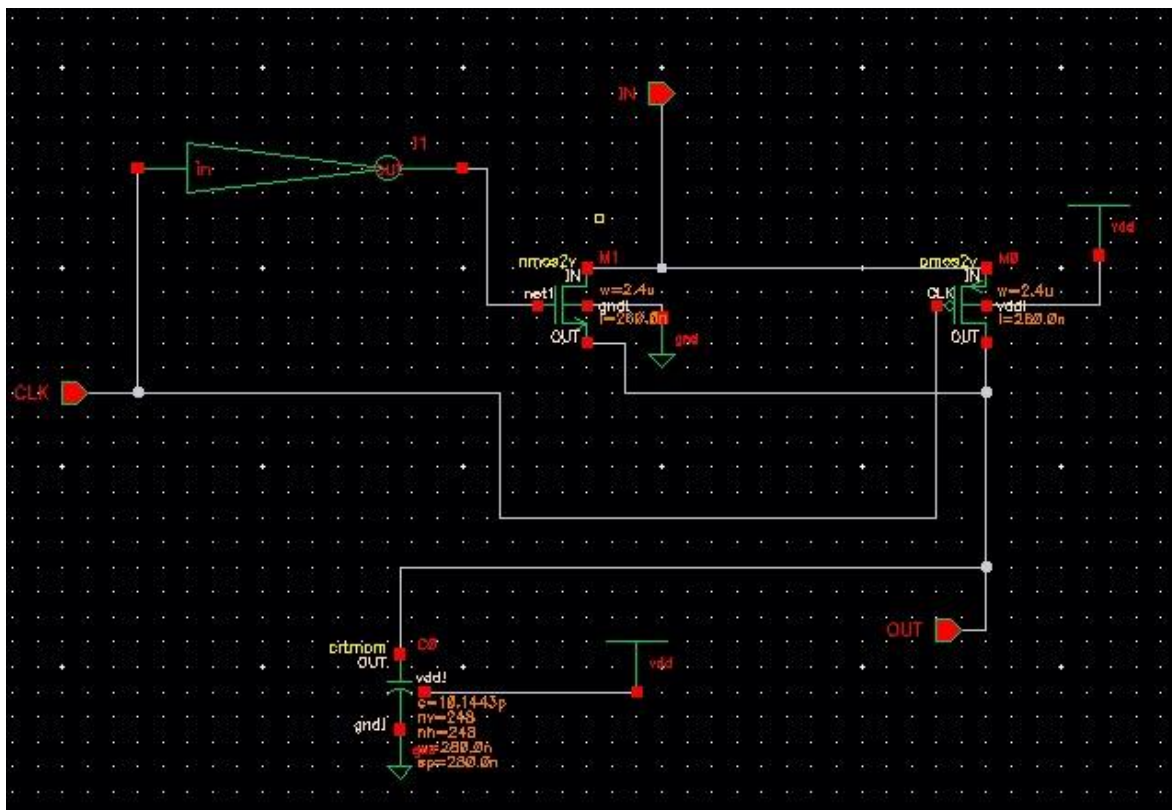 IN
I1
in
out
vdd
nmos2v
M1
IN
w=2.4u
net1
gnd!
l=280.0n
OUT
gnd
pmos2v
M0
IN
w=2.4u
CLK
vdd!
l=280.0n
OUT
CLK
OUT
crtmom
C0
OUT
vdd!
vdd
c=10.1443p
nv=248
nh=248
gnd!
w=280.0n
sp=280.0n